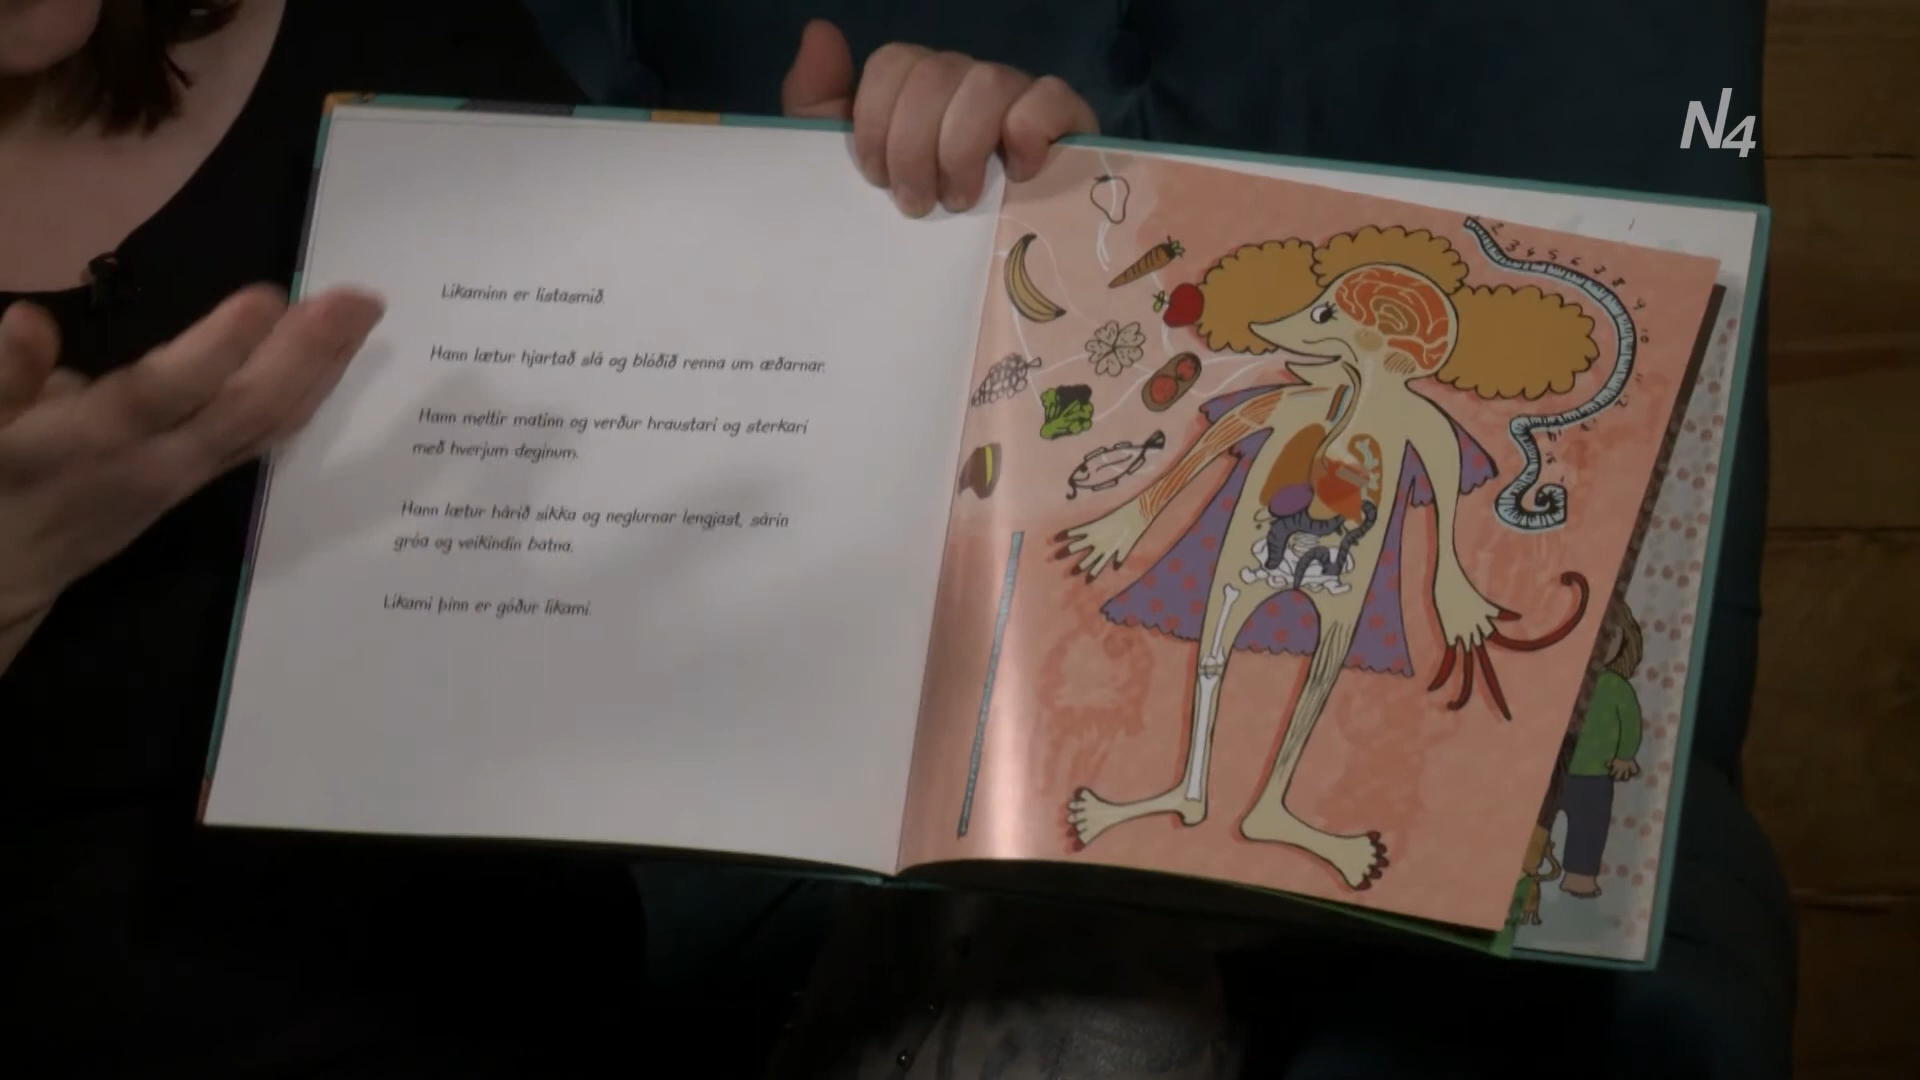 Líkaminn er listasmíð.
Hann lætur hjartað slá og blóðið renna um æðarnar.
Hann meltir matinn og verður hraustari og sterkari
með hverjum deginum.
Hann lætur hárið síkka og neglurnar lengjast, sárin
gróa og veikindin batna.
Líkami þinn er góður líkami.
N4